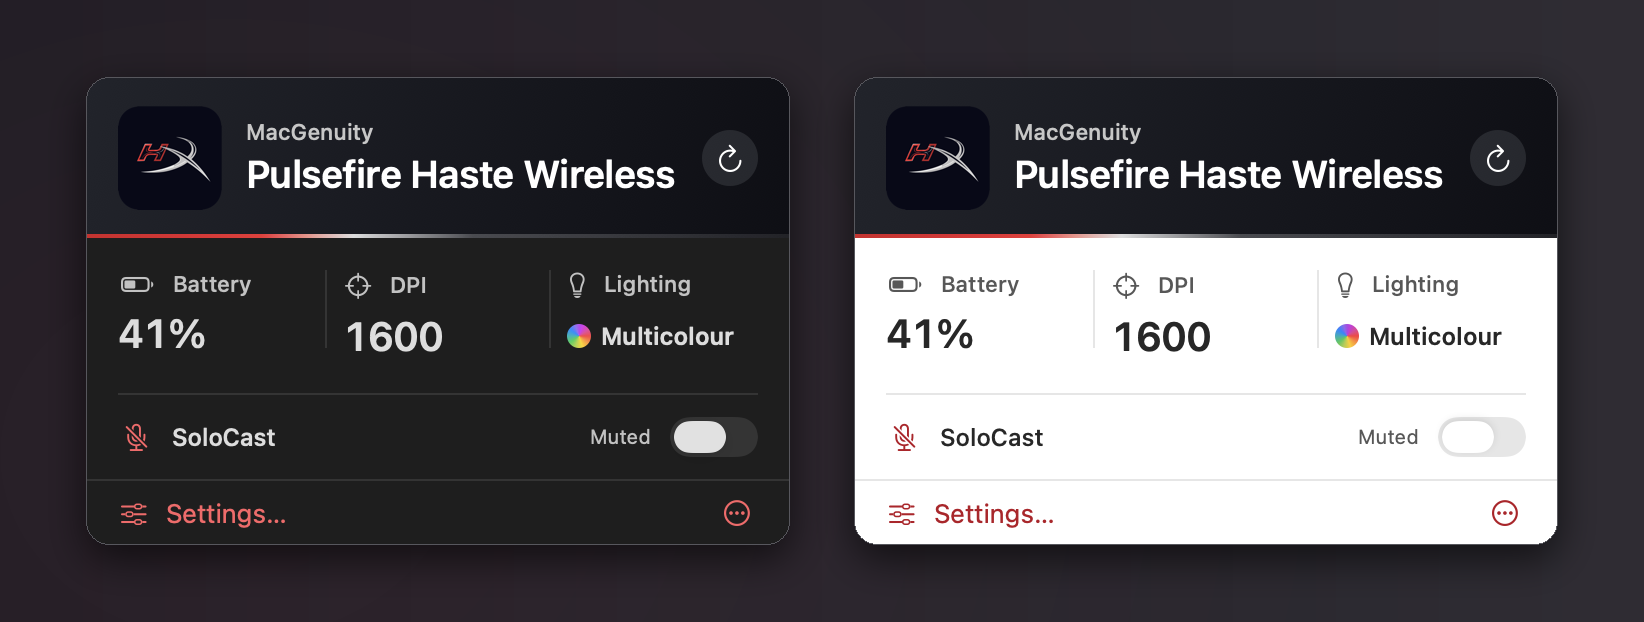 MacGenuity
Pulsefire Haste Wireless
Battery
DPI
Lighting
41%
1600
Multicolour
SoloCast
Muted
Settings...
MacGenuity
Pulsefire Haste Wireless
Battery
DPI
Lighting
41%
1600
Multicolour
SoloCast
Muted
Settings...